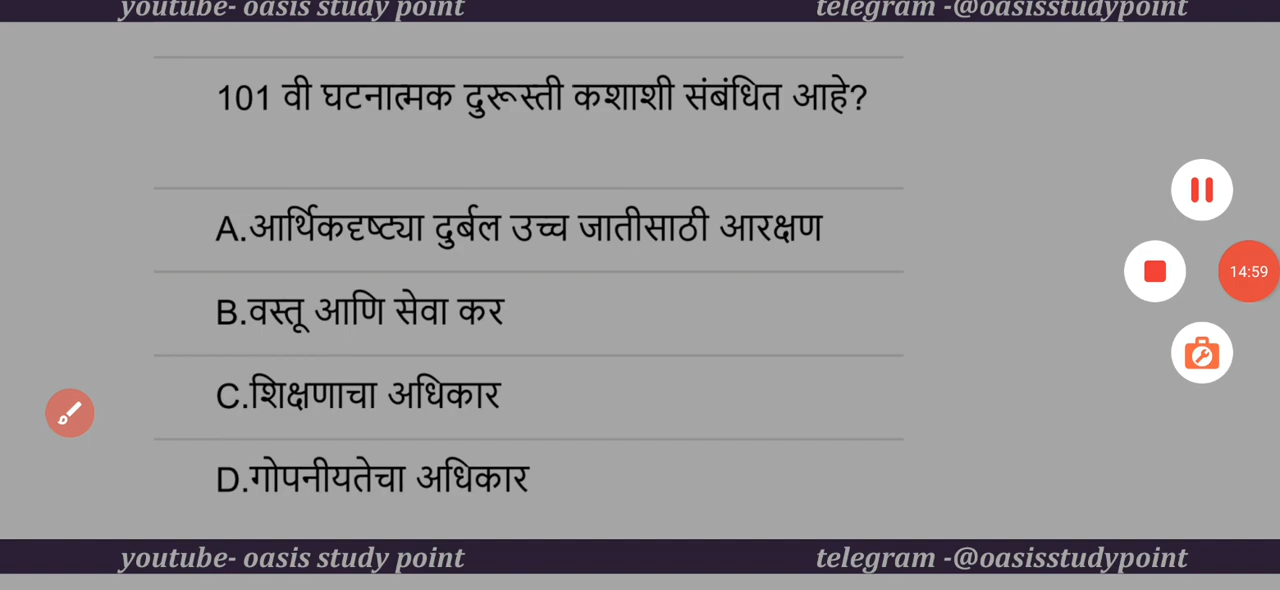 youtube- oasis study point telegram -@oasisstudypoint
101 वी घटनात्मक दुरूस्ती कशाशी संबंधित आहे?
A.आर्थिकदृष्ट्या दुर्बल उच्च जातीसाठी आरक्षण
14:59
B.वस्तू आणि सेवा कर
C.शिक्षणाचा अधिकार
D.गोपनीयतेचा अधिकार
youtube- oasis study point telegram -@oasisstudypoint